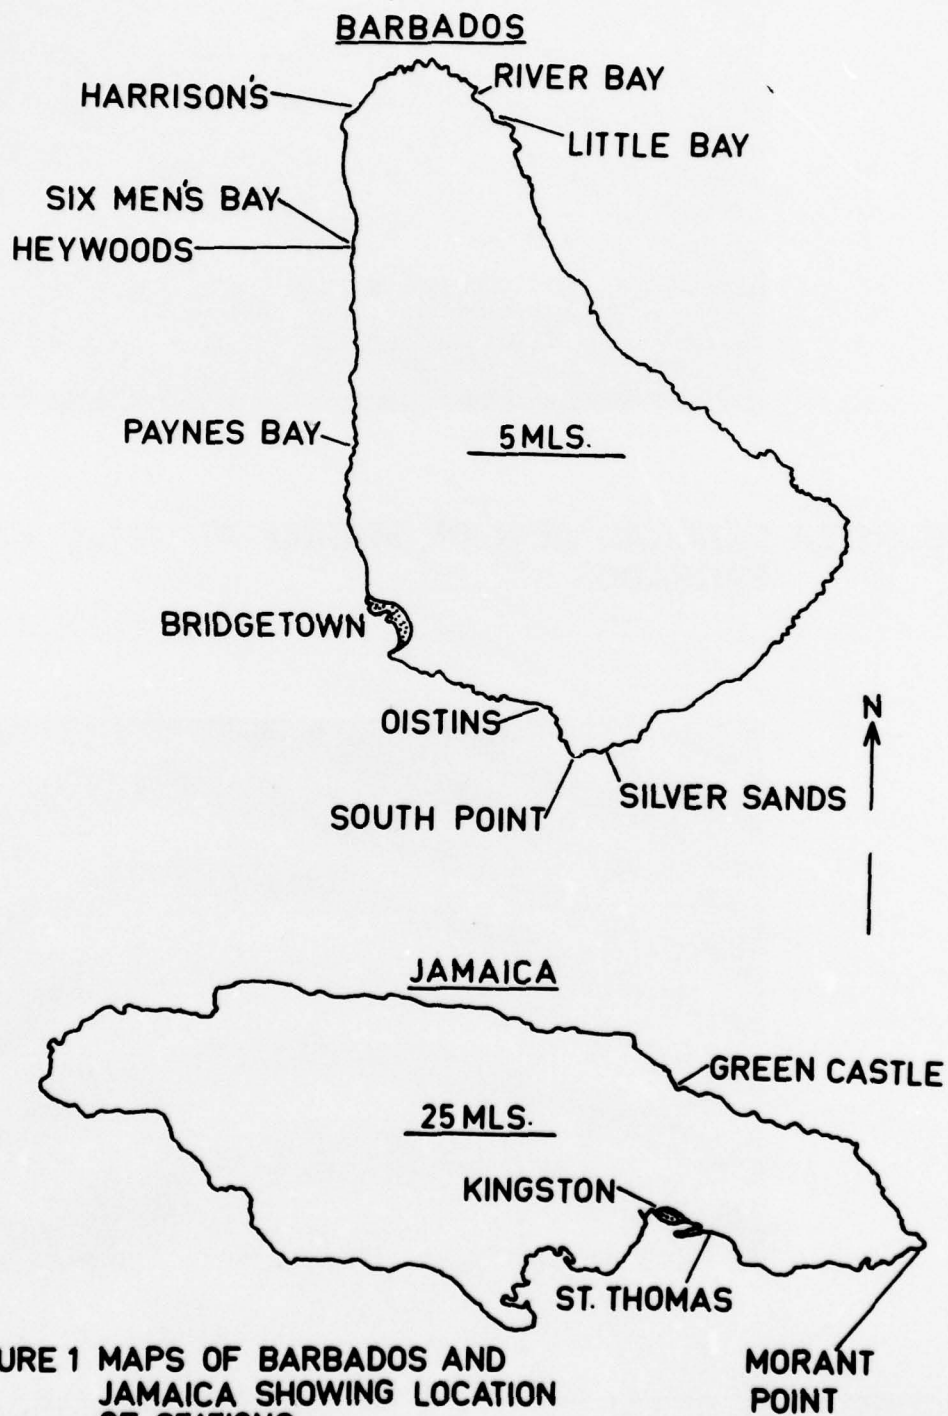 BARBADOS
RIVER BAY
HARRISON'S
LITTLE BAY
SIX MEN'S BAY
HEYWOODS
PAYNES BAY
5 MLS.
BRIDGETOWN
OISTINS
N
SILVER SANDS
SOUTH POINT
JAMAICA
GREEN CASTLE
25 MLS.
KINGSTON
ST. THOMAS
URE 1 MAPS OF BARBADOS AND
JAMAICA SHOWING LOCATION
OF STATIONS
MORANT
POINT